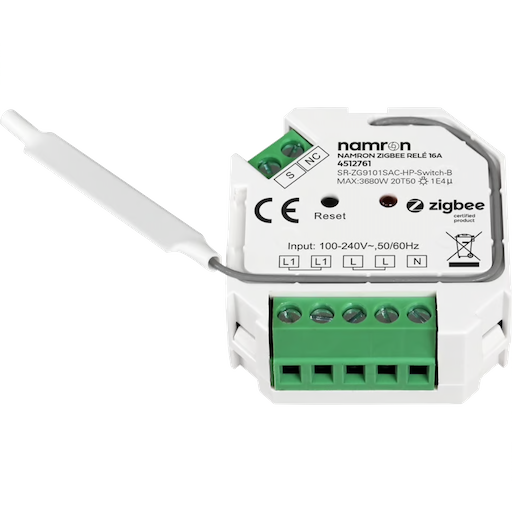 namron
NAMRON ZIGBEE RELÉ 16A
4512761
SR-ZG9101SAC-HP-Switch-B
MAX:3680W 20T50 1E4µ
S NC
CE
Reset
zigbee
certified
product
Input: 100-240V~,50/60Hz
L1 L1 L L N